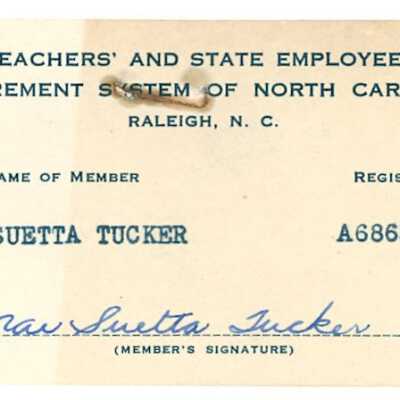 EACHERS' AND STATE EMPLOYEE
REMENT SYSTEM OF NORTH CAR
RALEIGH, N. C.
AME OF MEMBER REGIS
SUETTA TUCKER A686
Suetta Tucker
(MEMBER'S SIGNATURE)